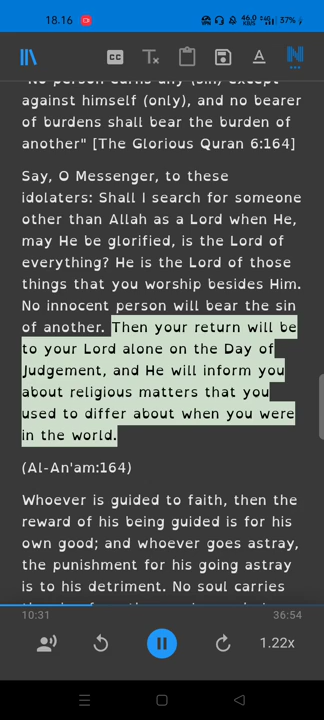 18.16
46.0 KB/S
37%
CC
A
N
"No person earns any (sin) except
against himself (only), and no bearer
of burdens shall bear the burden of
another" [The Glorious Quran 6:164]
Say, O Messenger, to these
idolaters: Shall I search for someone
other than Allah as a Lord when He,
may He be glorified, is the Lord of
everything? He is the Lord of those
things that you worship besides Him.
No innocent person will bear the sin
of another. Then your return will be
to your Lord alone on the Day of
Judgement, and He will inform you
about religious matters that you
used to differ about when you were
in the world.
(Al-An'am:164)
Whoever is guided to faith, then the
reward of his being guided is for his
own good; and whoever goes astray,
the punishment for his going astray
is to his detriment. No soul carries
10:31
36:54
1.22x